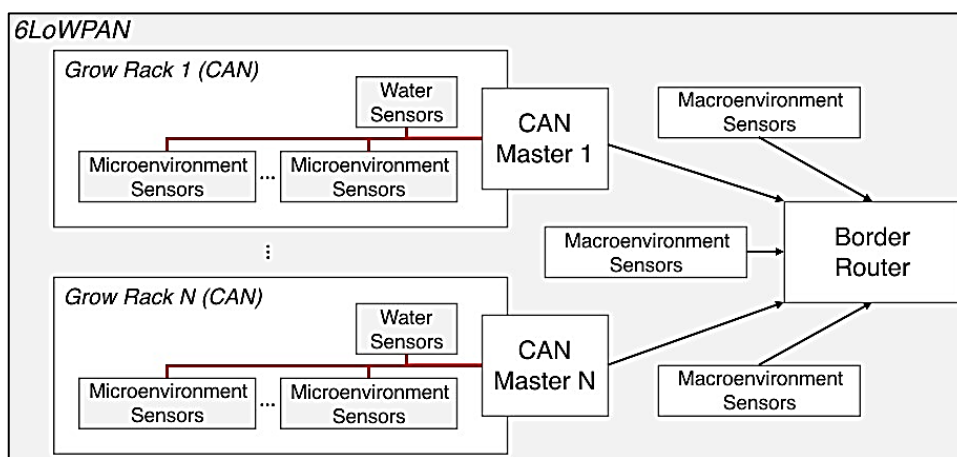 6LoWPAN
Grow Rack 1 (CAN)
Water
Sensors
Microenvironment
Sensors
...
Microenvironment
Sensors
CAN
Master 1
Macroenvironment
Sensors
Macroenvironment
Sensors
Border
Router
...
Grow Rack N (CAN)
Water
Sensors
Microenvironment
Sensors
...
Microenvironment
Sensors
CAN
Master N
Macroenvironment
Sensors